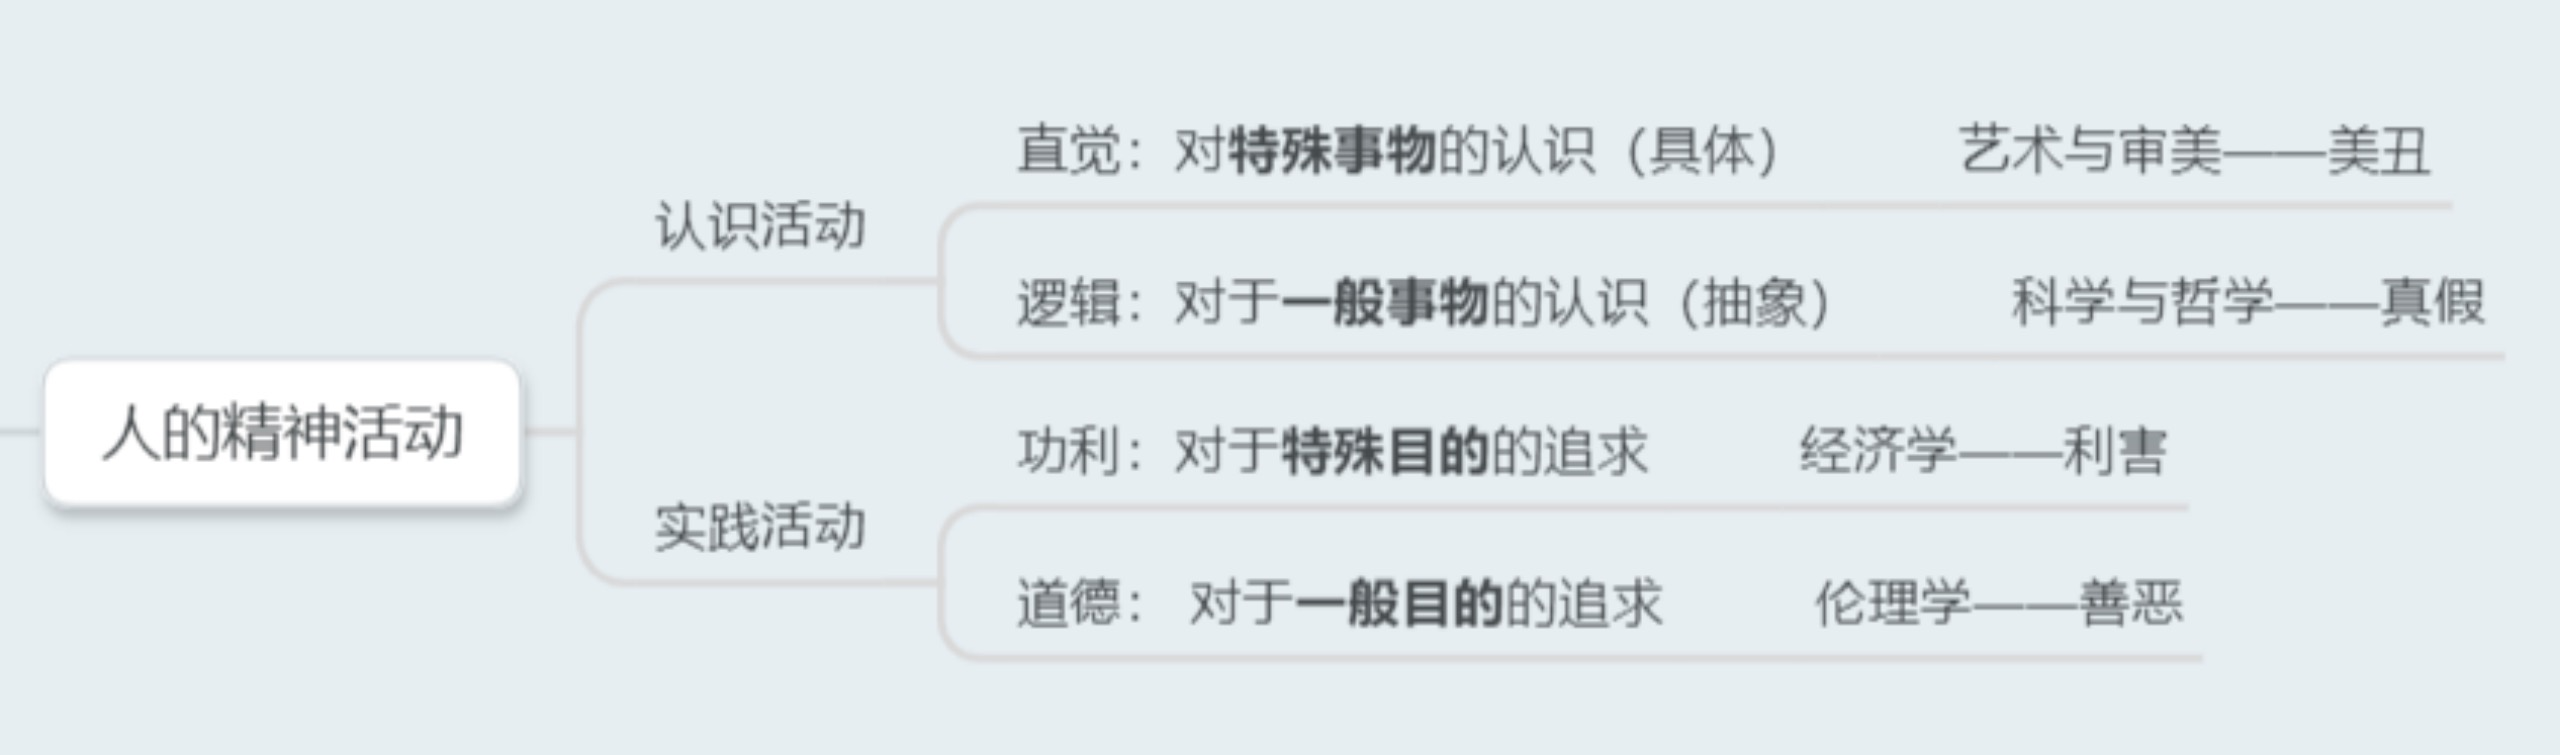 直觉：对特殊事物的认识（具体） 艺术与审美——美丑
认识活动
逻辑：对于一般事物的认识（抽象） 科学与哲学——真假
人的精神活动
功利：对于特殊目的的追求 经济学——利害
实践活动
道德： 对于一般目的的追求 伦理学——善恶